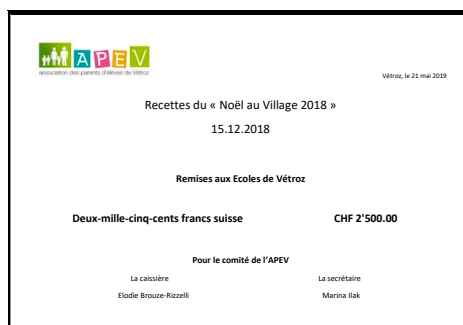 APEV
association des parents d'élèves de Vétroz
Vétroz, le 21 mai 2019
Recettes du « Noël au Village 2018 »
15.12.2018
Remises aux Ecoles de Vétroz
Deux-mille-cinq-cents francs suisse CHF 2'500.00
Pour le comité de l'APEV
La caissière La secrétaire
Elodie Brouze-Rizzelli Marina Ilak